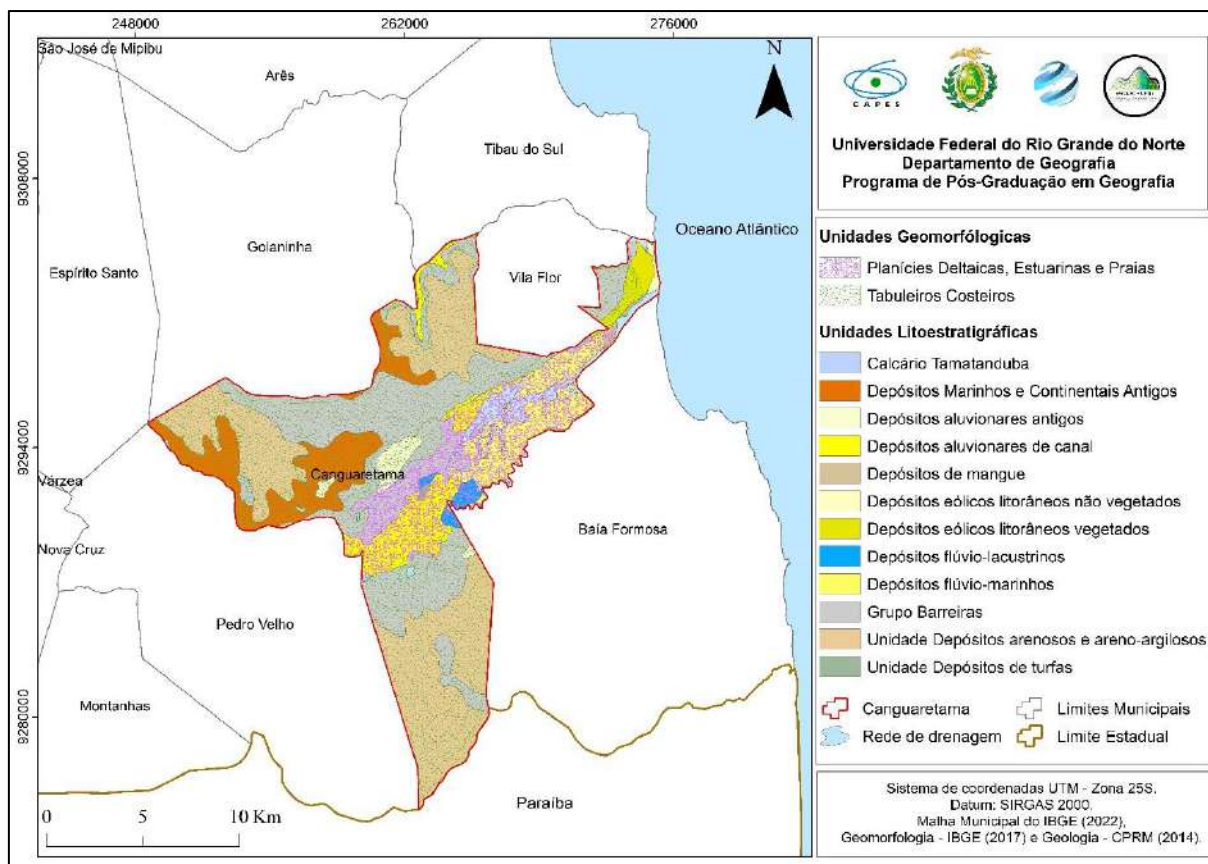 248000
262000
276000
São José de Mipibu
Arês
N
Tibau do Sul
9308000
Goianinha
Oceano Atlântico
Espírito Santo
Vila Flor
9294000
Canguaretama
Várzea
Baía Formosa
Nova Cruz
Pedro Velho
Montanhas
9280000
Paraíba
0
5
10 Km
CAPES
Universidade Federal do Rio Grande do Norte
Departamento de Geografia
Programa de Pós-Graduação em Geografia
Unidades Geomorfólogicas
Planícies Deltaicas, Estuarinas e Praias
Tabuleiros Costeiros
Unidades Litoestratigráficas
Calcário Tamatanduba
Depósitos Marinhos e Continentais Antigos
Depósitos aluvionares antigos
Depósitos aluvionares de canal
Depósitos de mangue
Depósitos eólicos litorâneos não vegetados
Depósitos eólicos litorâneos vegetados
Depósitos flúvio-lacustrinos
Depósitos flúvio-marinhos
Grupo Barreiras
Unidade Depósitos arenosos e areno-argilosos
Unidade Depósitos de turfas
Canguaretama
Limites Municipais
Rede de drenagem
Limite Estadual
Sistema de coordenadas UTM - Zona 25S.
Datum: SIRGAS 2000.
Malha Municipal do IBGE (2022),
Geomorfologia - IBGE (2017) e Geologia - CPRM (2014).